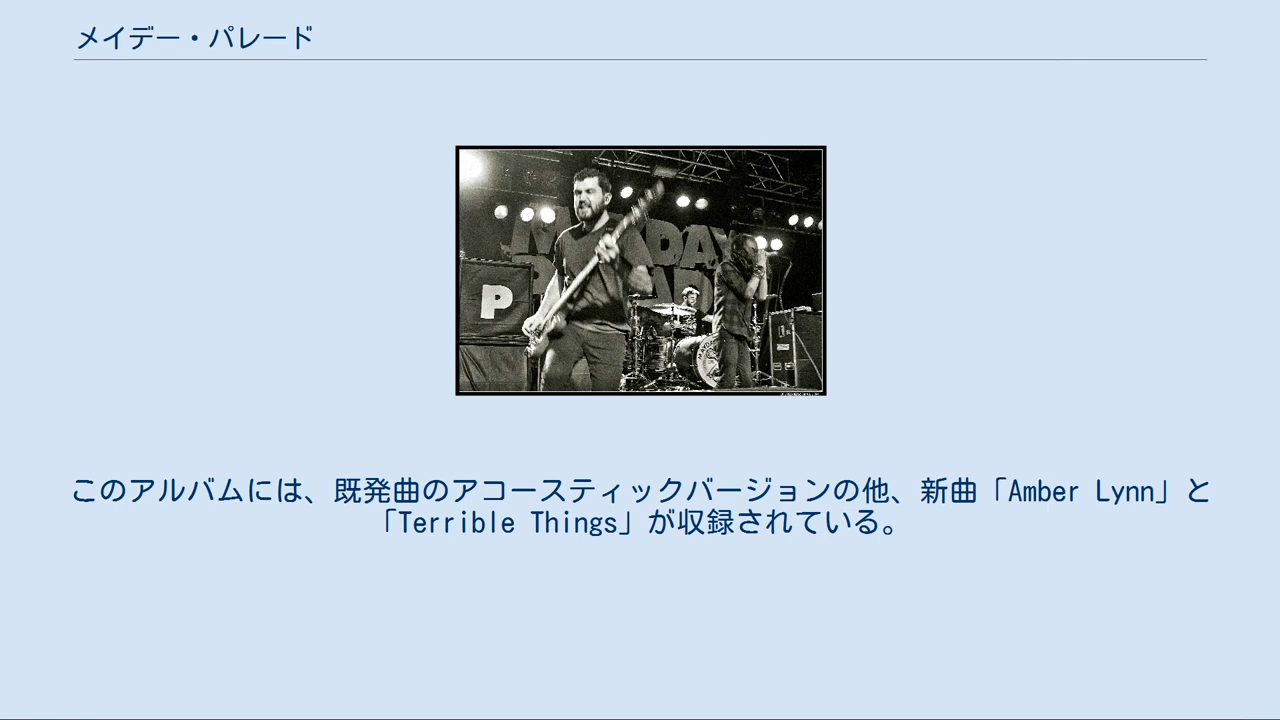 メイデー・パレード
MAYDAY
PARADE
P
このアルバムには、既発曲のアコースティックバージョンの他、新曲「Amber Lynn」と
「Terrible Things」が収録されている。